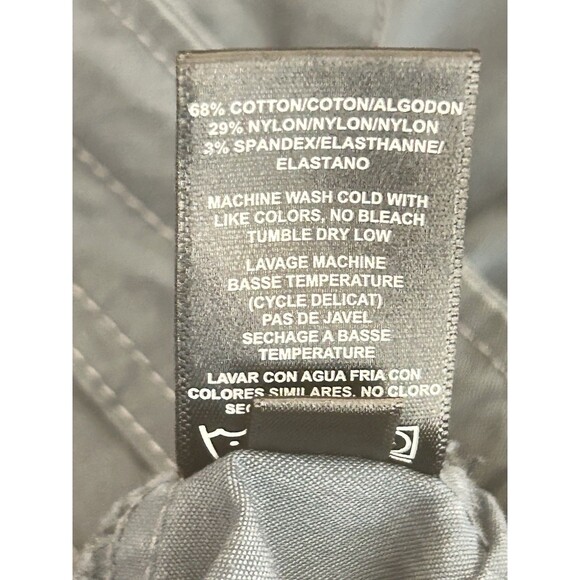 68% COTTON/COTON/ALGODON
29% NYLON/NYLON/NYLON
3% SPANDEX/ELASTHANNE/
ELASTANO
MACHINE WASH COLD WITH
LIKE COLORS, NO BLEACH
TUMBLE DRY LOW
LAVAGE MACHINE
BASSE TEMPERATURE
(CYCLE DELICAT)
PAS DE JAVEL
SECHAGE A BASSE
TEMPERATURE
LAVAR CON AGUA FRIA CON
COLORES SIMILARES. NO CLORO